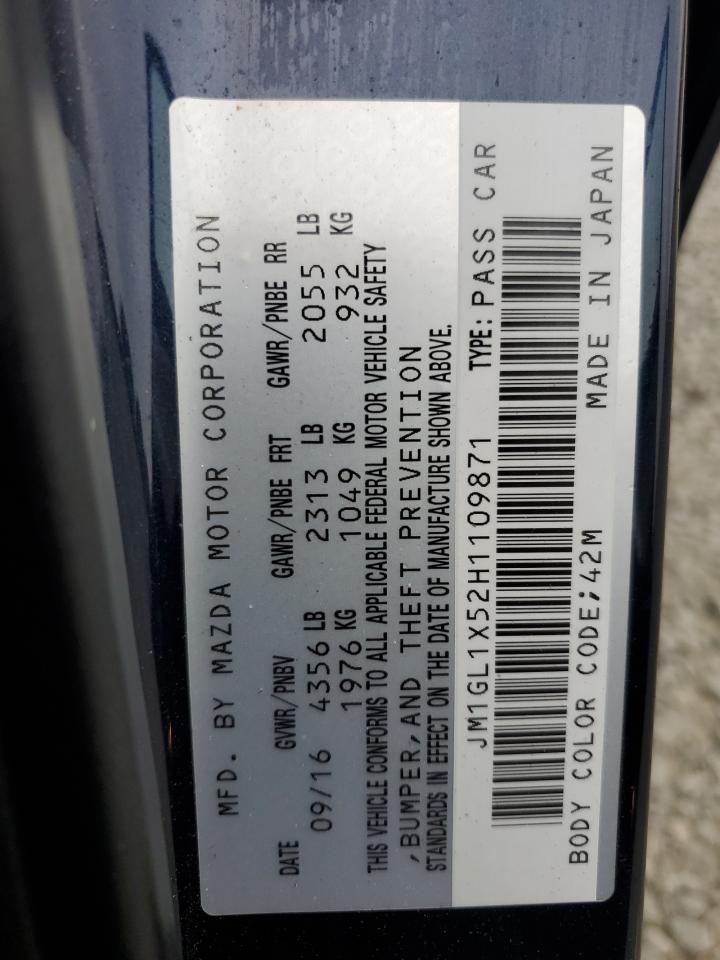 MFD. BY MAZDA MOTOR CORPORATION
DATE GVWR/PNBV GAWR/PNBE FRT GAWR/PNBE RR
09/16 4356 LB 2313 LB 2055 LB
1976 KG 1049 KG 932 KG
THIS VEHICLE CONFORMS TO ALL APPLICABLE FEDERAL MOTOR VEHICLE SAFETY
,BUMPER,AND THEFT PREVENTION
STANDARDS IN EFFECT ON THE DATE OF MANUFACTURE SHOWN ABOVE.
JM1GL1X52H1109871 TYPE: PASS CAR
BODY COLOR CODE;42M MADE IN JAPAN